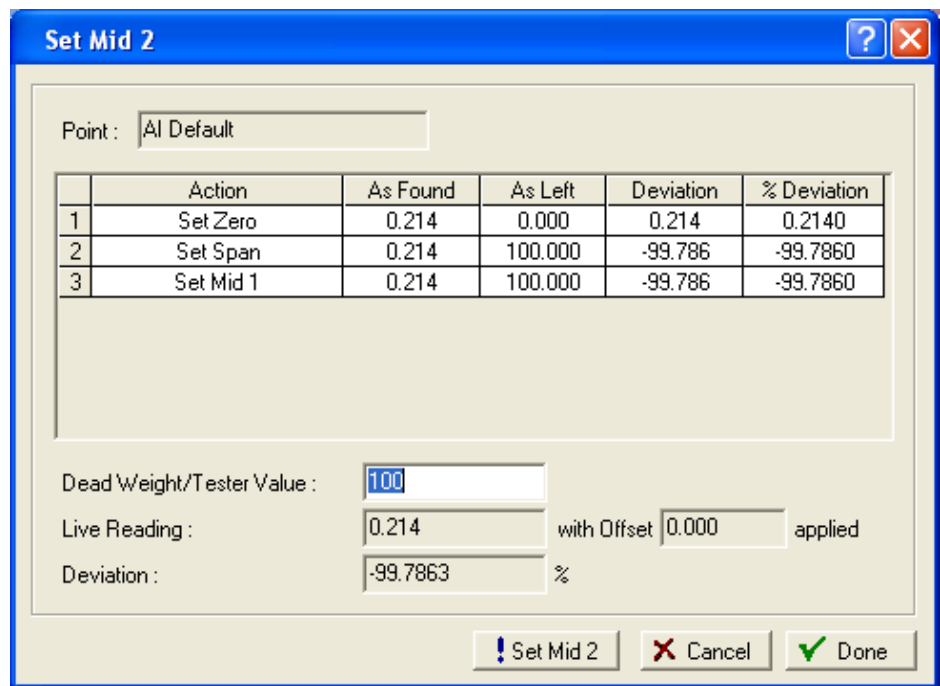 Set Mid 2
Point : AI Default
Action As Found As Left Deviation % Deviation
1 Set Zero 0.214 0.000 0.214 0.2140
2 Set Span 0.214 100.000 -99.786 -99.7860
3 Set Mid 1 0.214 100.000 -99.786 -99.7860
Dead Weight/Tester Value : 100
Live Reading : 0.214 with Offset 0.000 applied
Deviation : -99.7863 %
! Set Mid 2 Cancel Done